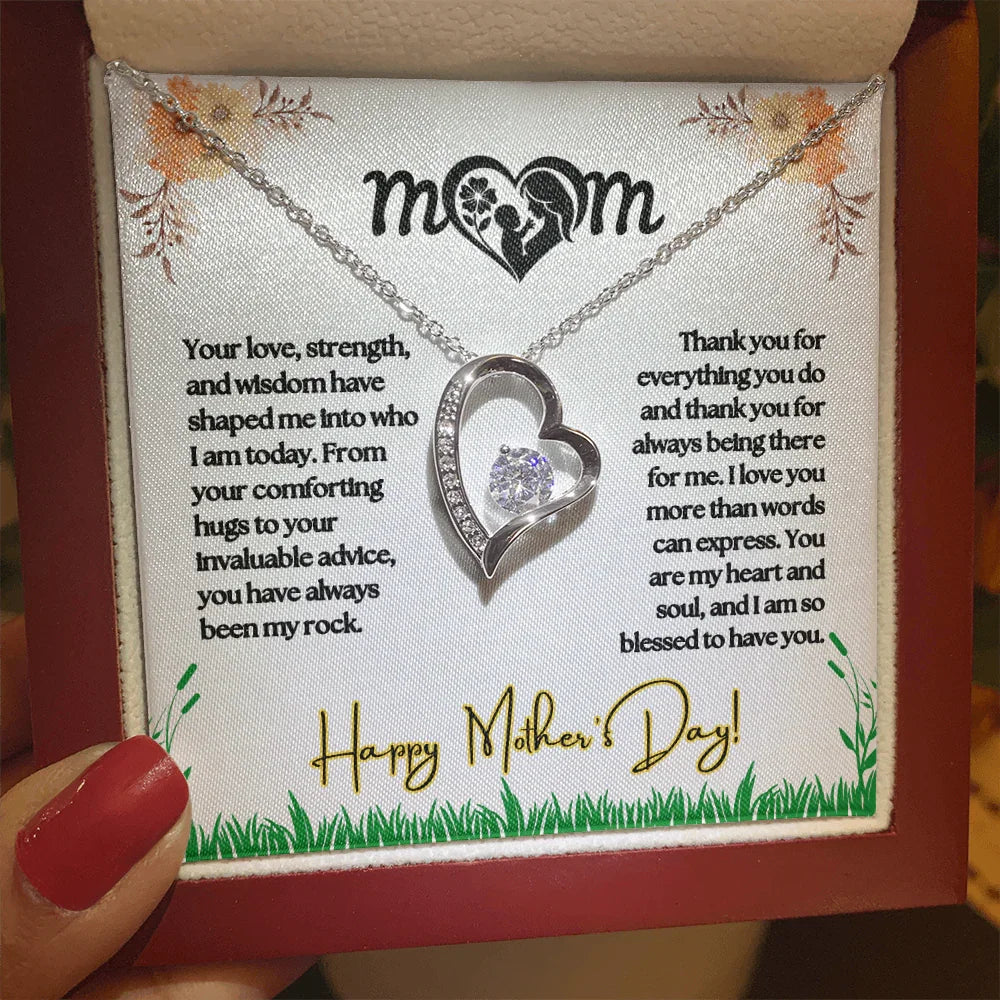 mom
Your love, strength,
and wisdom have
shaped me into who
I am today. From
your comforting
hugs to your
invaluable advice,
you have always
been my rock.
Thank you for
everything you do
and thank you for
always being there
for me. I love you
more than words
can express. You
are my heart and
soul, and I am so
blessed to have you.
Happy Mother's Day!